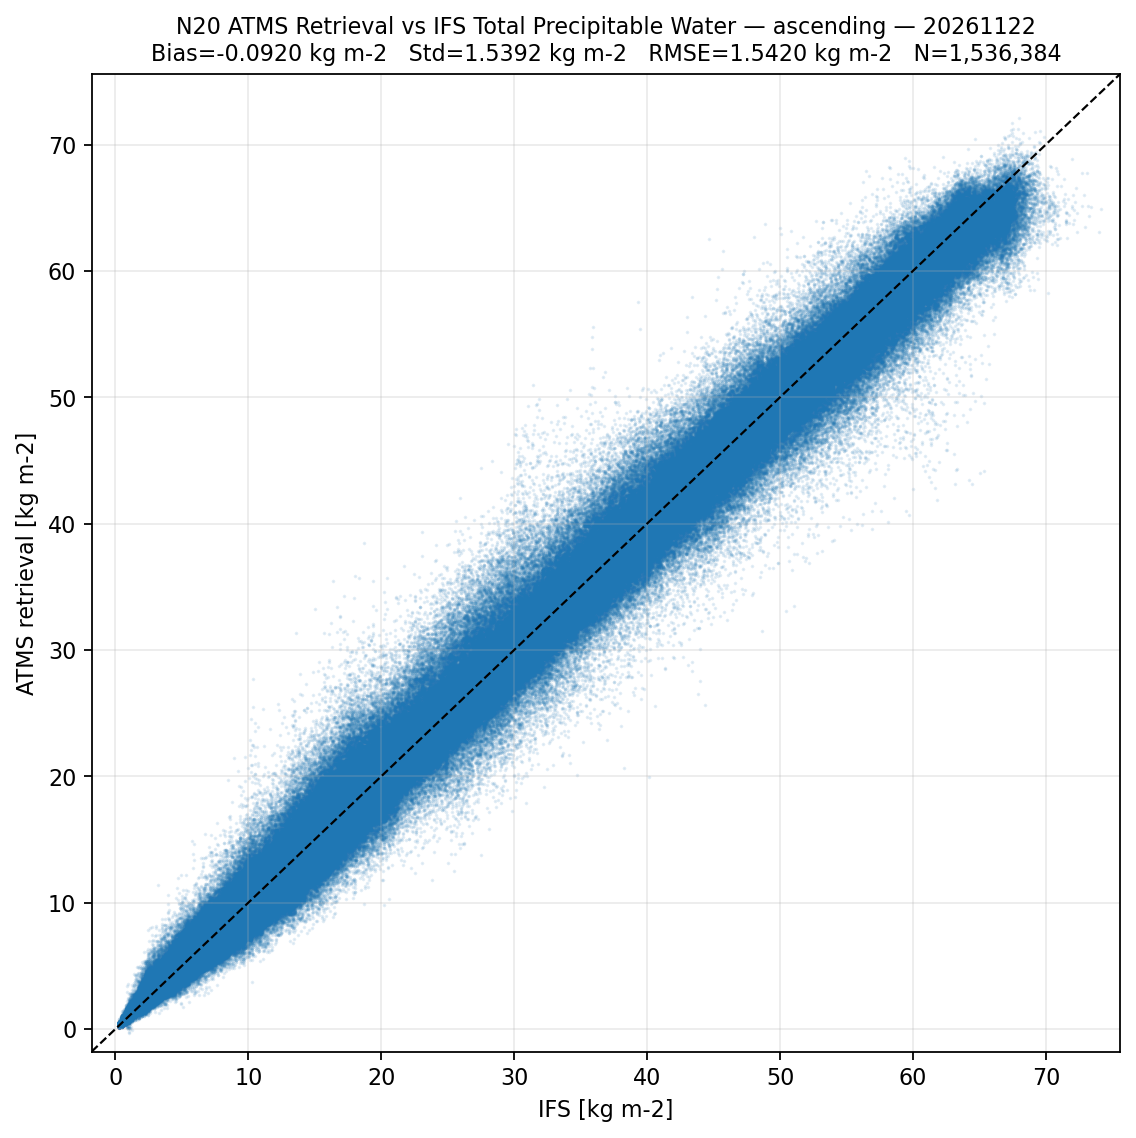 N20 ATMS Retrieval vs IFS Total Precipitable Water — ascending — 20261122
Bias=-0.0920 kg m-2   Std=1.5392 kg m-2   RMSE=1.5420 kg m-2   N=1,536,384
70
60
50
40
30
20
10
0
ATMS retrieval [kg m-2]
0 10 20 30 40 50 60 70
IFS [kg m-2]